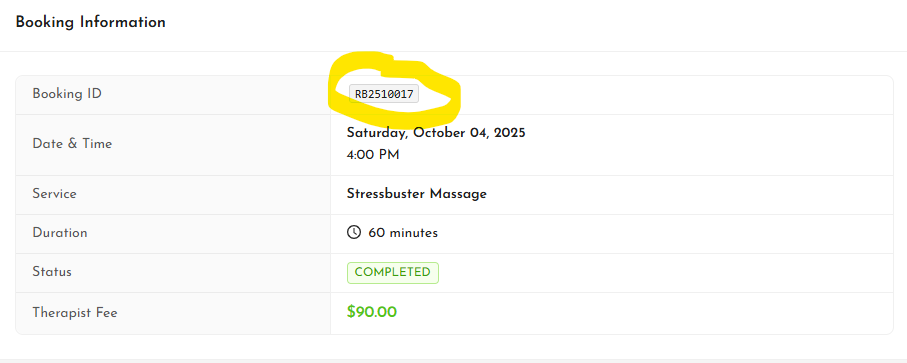 Booking Information
Booking ID
RB2510017
Date & Time
Saturday, October 04, 2025
4:00 PM
Service
Stressbuster Massage
Duration
60 minutes
Status
COMPLETED
Therapist Fee
$90.00